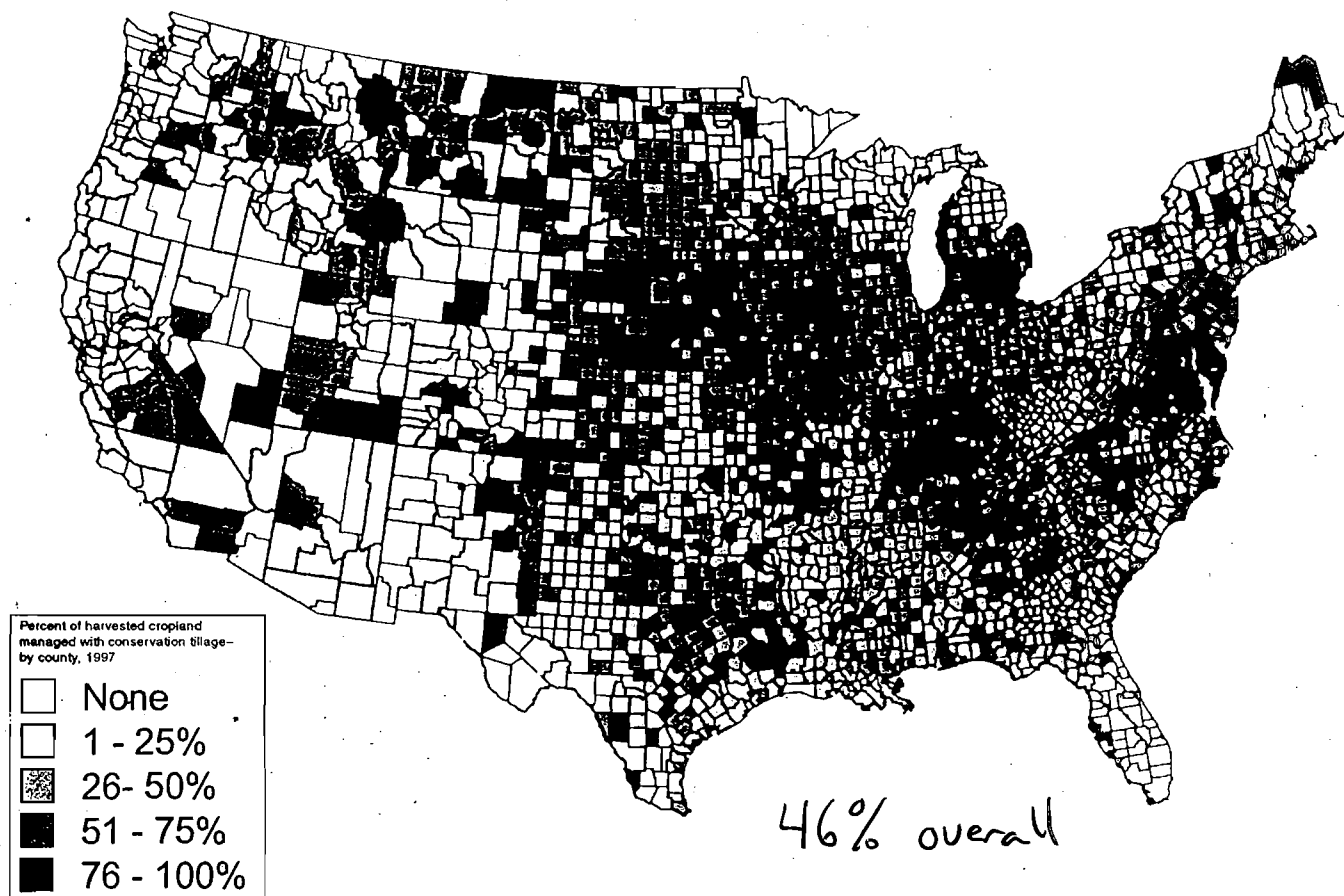 Percent of harvested cropland
managed with conservation tillage–
by county, 1997
None
1 - 25%
26- 50%
51 - 75%
76 - 100%
46% overall